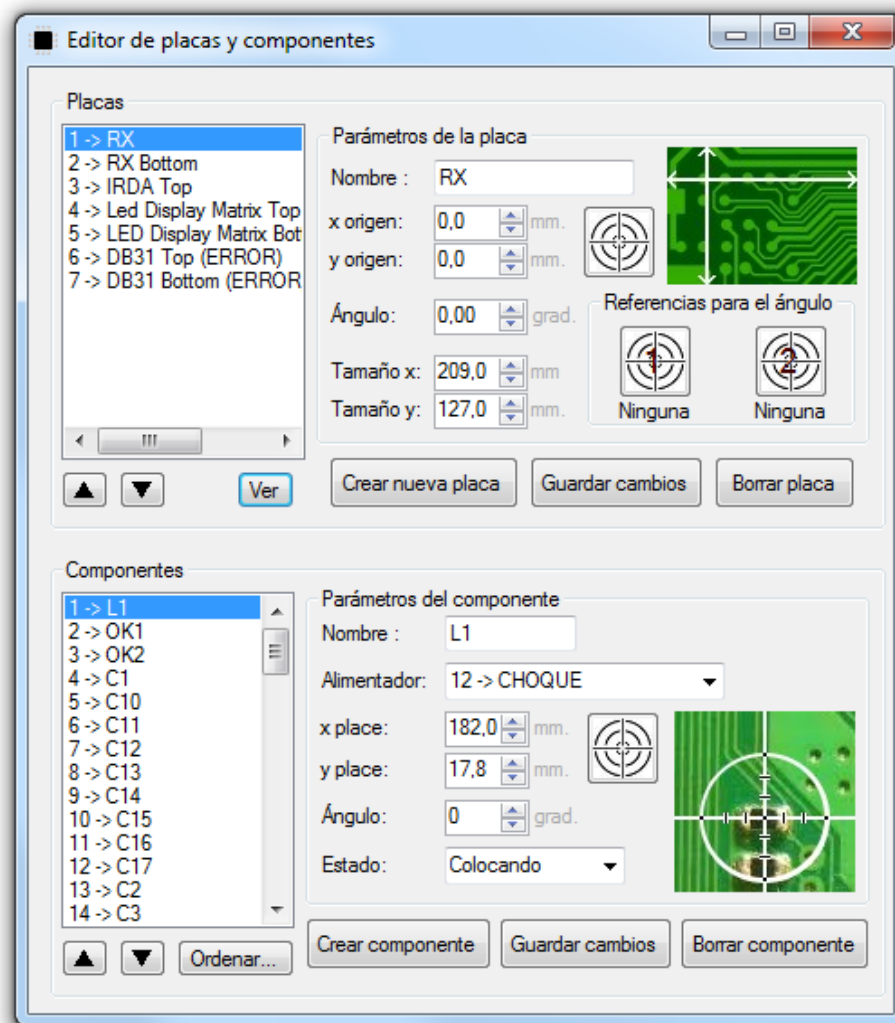 Editor de placas y componentes
Placas
1 -> RX
2 -> RX Bottom
3 -> IRDA Top
4 -> Led Display Matrix Top
5 -> LED Display Matrix Bot
6 -> DB31 Top (ERROR)
7 -> DB31 Bottom (ERROR
Ver
Parámetros de la placa
Nombre : RX
x origen: 0,0 mm.
y origen: 0,0 mm.
Ángulo: 0,00 grad.
Tamaño x: 209,0 mm
Tamaño y: 127,0 mm.
Referencias para el ángulo
1 2
Ninguna Ninguna
Crear nueva placa Guardar cambios Borrar placa
Componentes
1 -> L1
2 -> OK1
3 -> OK2
4 -> C1
5 -> C10
6 -> C11
7 -> C12
8 -> C13
9 -> C14
10 -> C15
11 -> C16
12 -> C17
13 -> C2
14 -> C3
Ordenar...
Parámetros del componente
Nombre : L1
Alimentador: 12 -> CHOQUE
x place: 182,0 mm.
y place: 17,8 mm.
Ángulo: 0 grad.
Estado: Colocando
Crear componente Guardar cambios Borrar componente